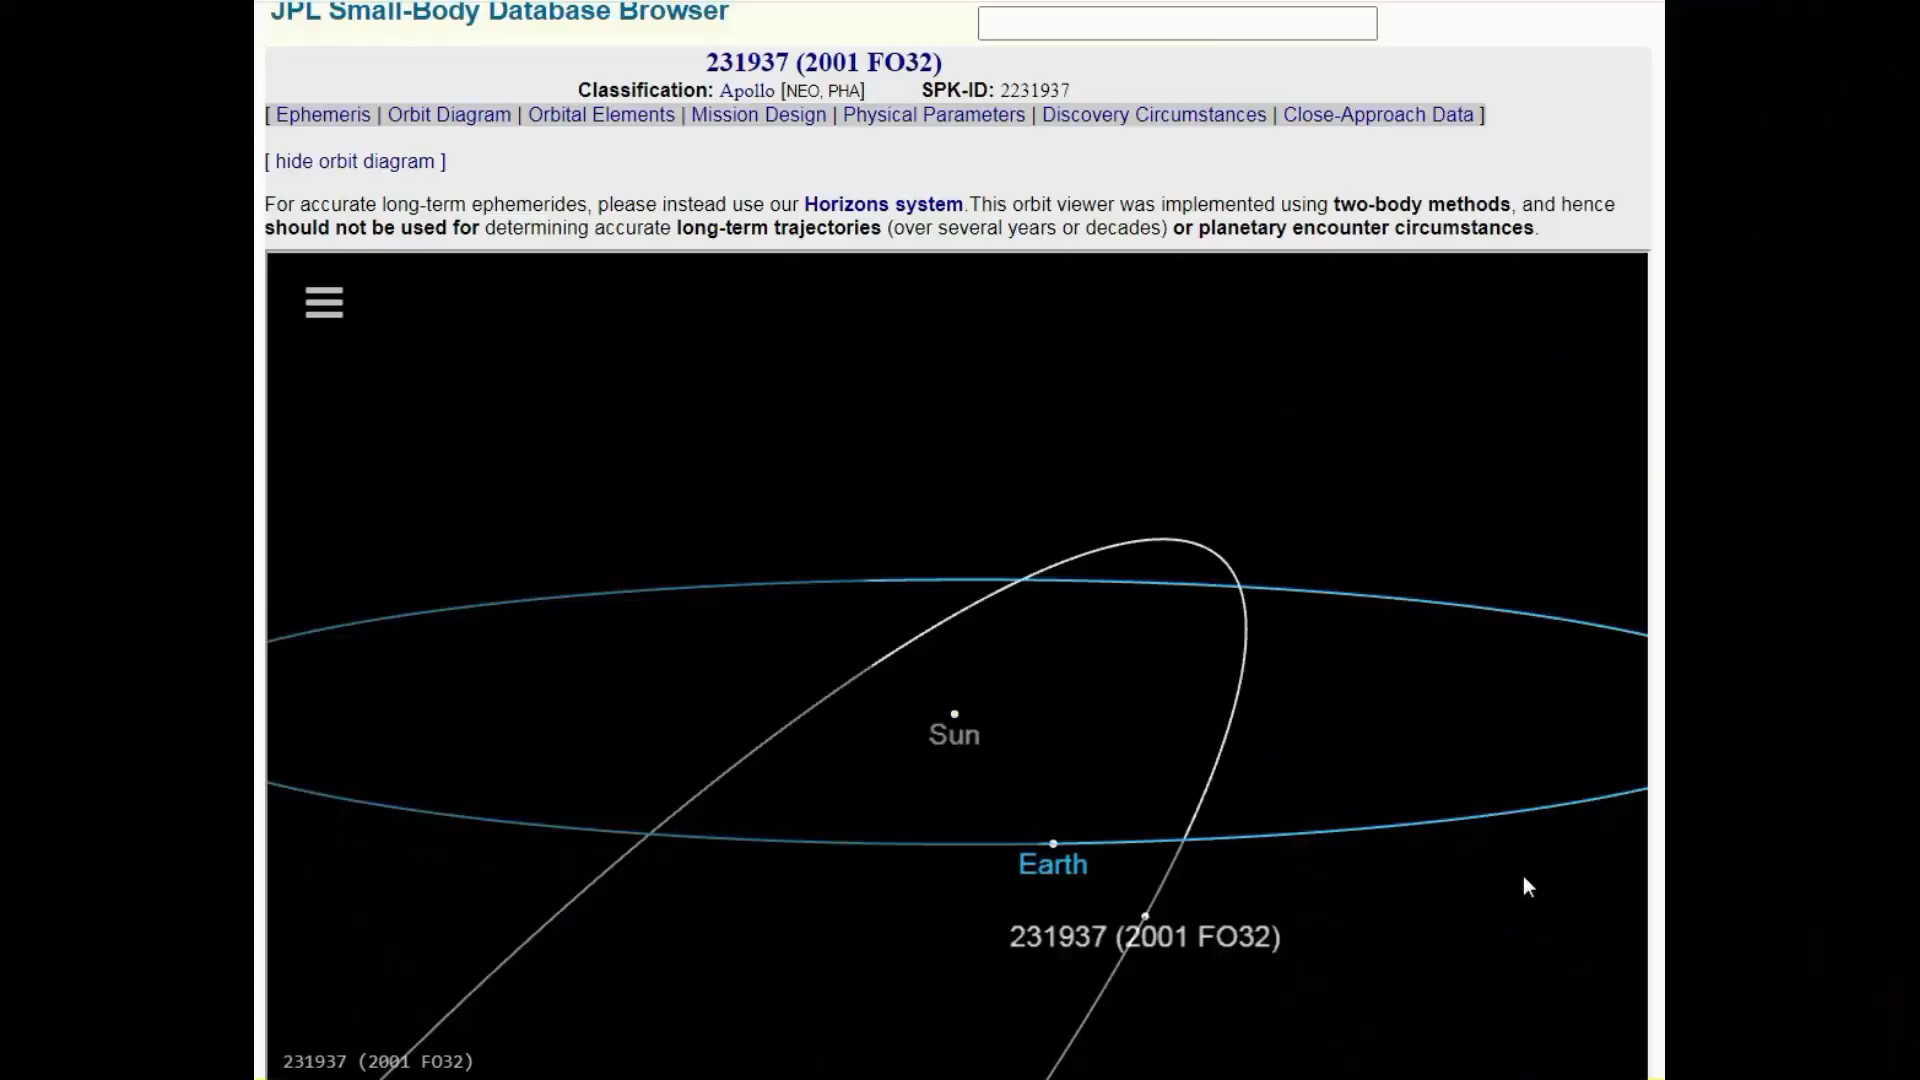 JPL Small-Body Database Browser
231937 (2001 FO32)
Classification: Apollo [NEO, PHA] SPK-ID: 2231937
[ Ephemeris | Orbit Diagram | Orbital Elements | Mission Design | Physical Parameters | Discovery Circumstances | Close-Approach Data ]
[ hide orbit diagram ]
For accurate long-term ephemerides, please instead use our Horizons system.This orbit viewer was implemented using two-body methods, and hence
should not be used for determining accurate long-term trajectories (over several years or decades) or planetary encounter circumstances.
Sun
Earth
231937 (2001 FO32)
231937 (2001 FO32)